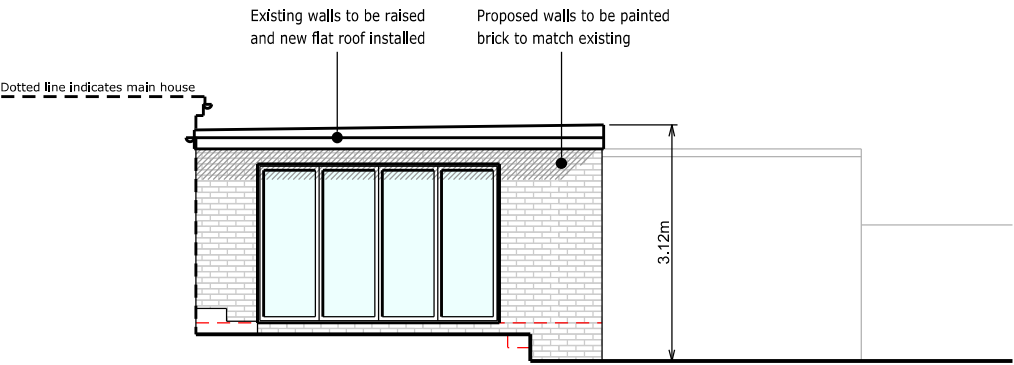 Existing walls to be raised
and new flat roof installed
Proposed walls to be painted
brick to match existing
Dotted line indicates main house
3.12m